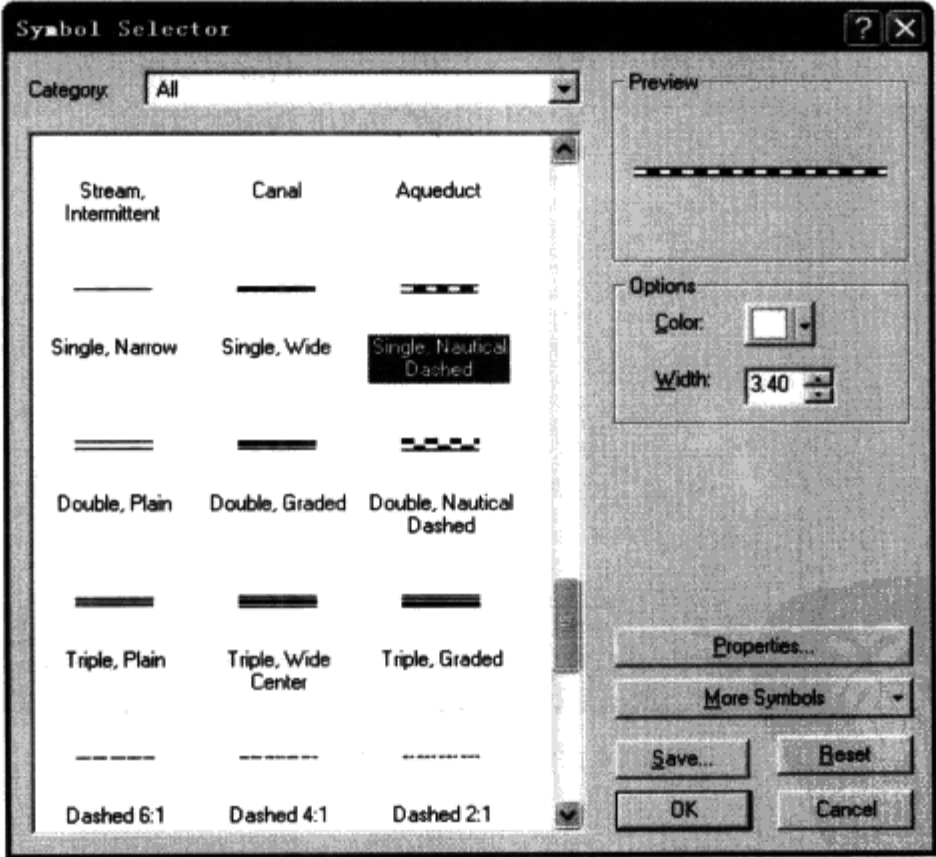 Symbol Selector
Category: All
Stream, Intermittent
Canal
Aqueduct
Single, Narrow
Single, Wide
Single, Nautical Dashed
Double, Plain
Double, Graded
Double, Nautical Dashed
Triple, Plain
Triple, Wide Center
Triple, Graded
Dashed 6:1
Dashed 4:1
Dashed 2:1
Preview
Options
Color:
Width: 3.40
Properties...
More Symbols
Save...
Reset
OK
Cancel